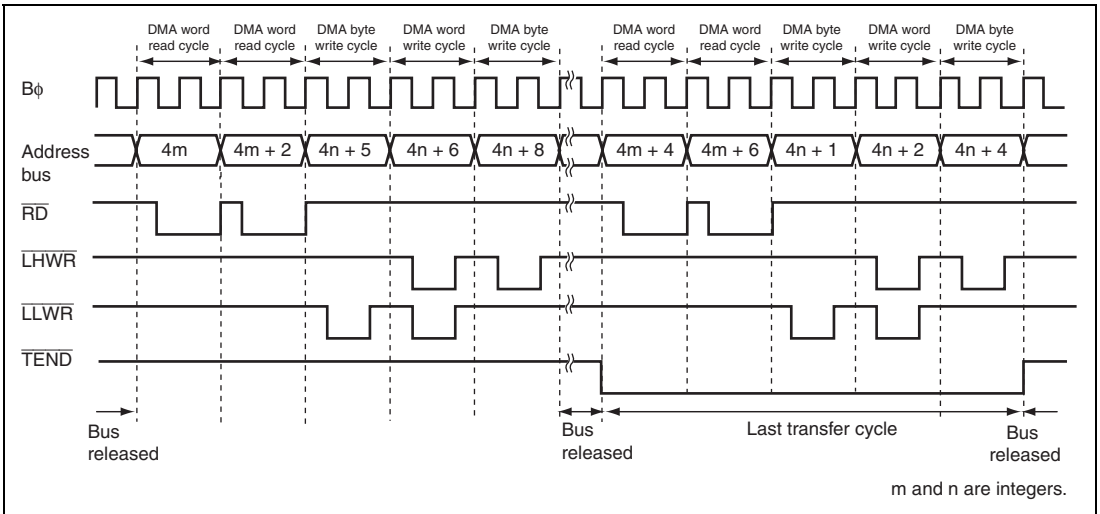 DMA word read cycle DMA word read cycle DMA byte write cycle DMA word write cycle DMA byte write cycle DMA word read cycle DMA word read cycle DMA byte write cycle DMA word write cycle DMA byte write cycle
Bϕ
Address bus 4m 4m + 2 4n + 5 4n + 6 4n + 8 4m + 4 4m + 6 4n + 1 4n + 2 4n + 4
RD
LHWR
LLWR
TEND
Bus released Bus released Last transfer cycle Bus released
m and n are integers.